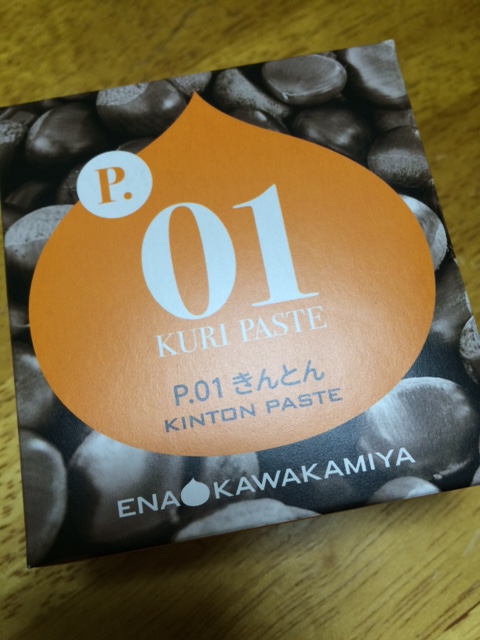 P.
01
KURI PASTE
P.01 きんとん
KINTON PASTE
ENA KAWAKAMIYA